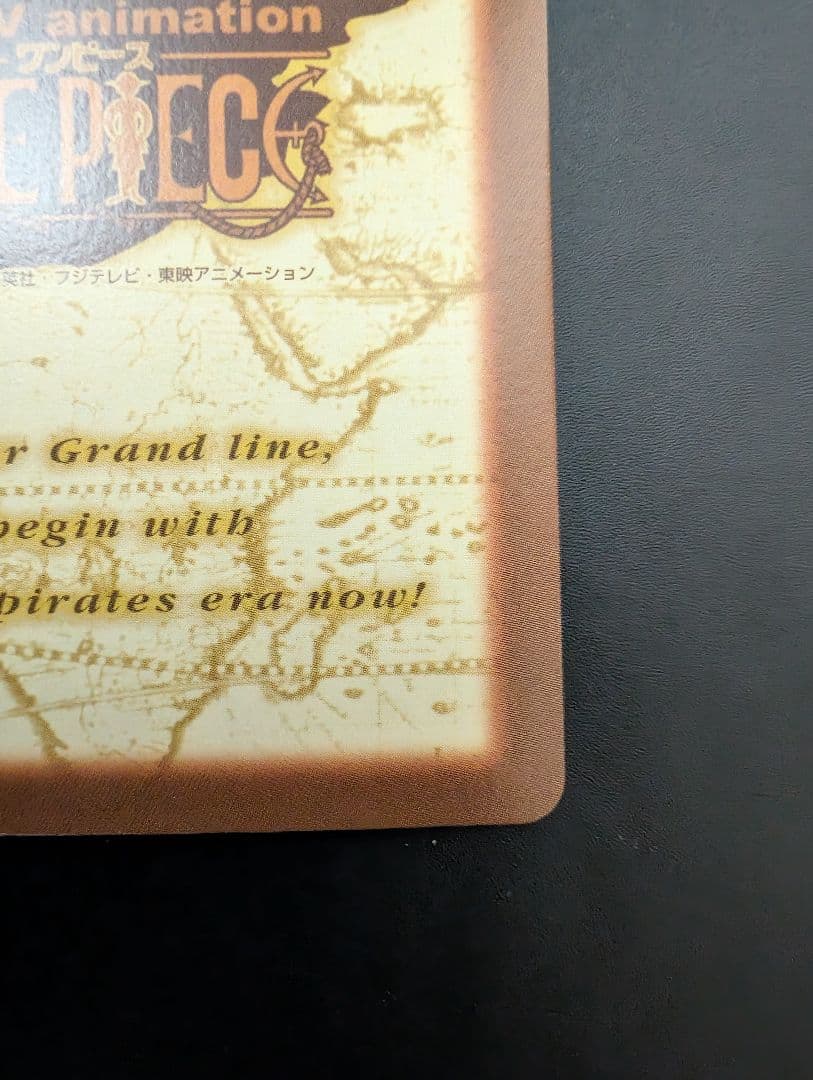 V animation
ワンピース
E PIECE
英社・フジテレビ・東映アニメーション
r Grand line,
begin with
pirates era now!